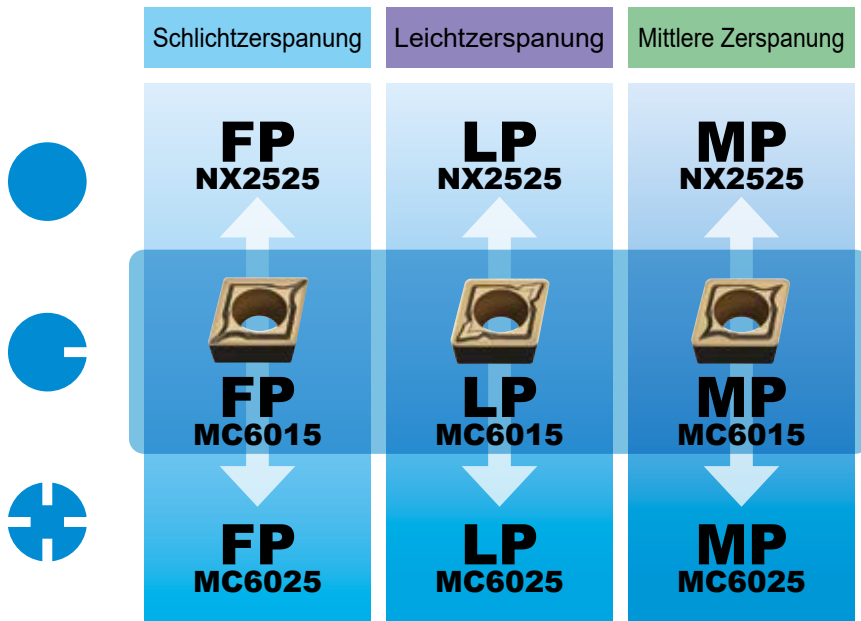 Schlichtzerspanung
Leichtzerspanung
Mittlere Zerspanung
FP
NX2525
LP
NX2525
MP
NX2525
FP
MC6015
LP
MC6015
MP
MC6015
FP
MC6025
LP
MC6025
MP
MC6025